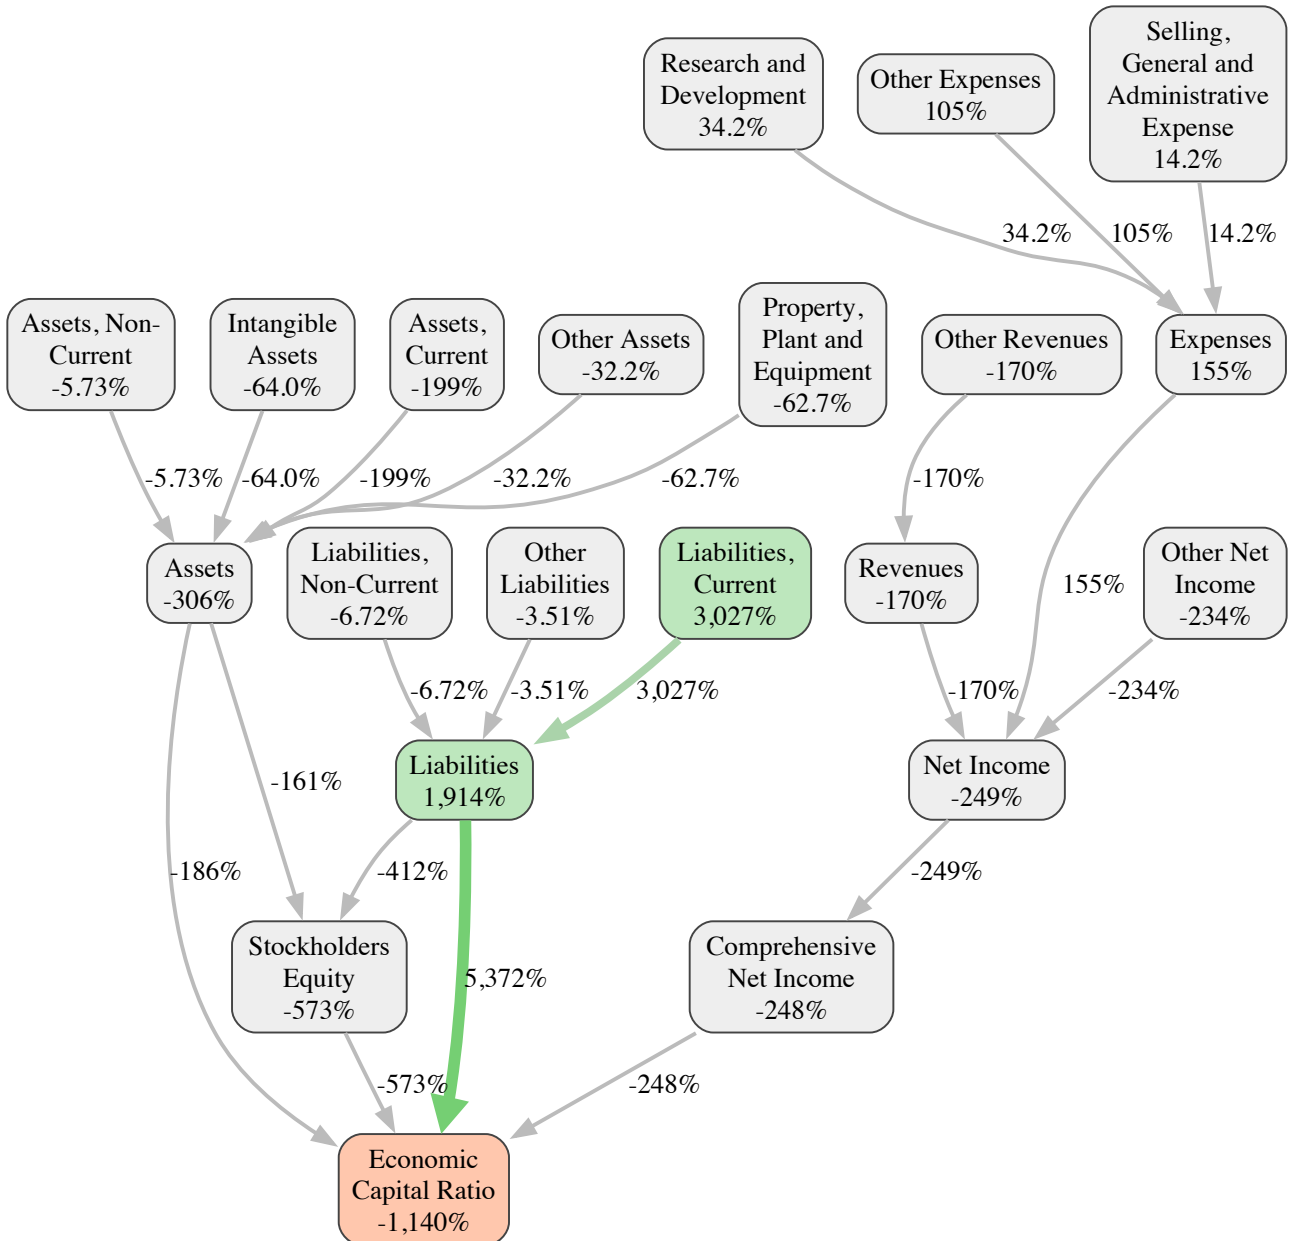 Selling,
General and
Administrative
Expense
14.2%
Research and
Development
34.2%
Other Expenses
105%
34.2%
105%
14.2%
Assets, Non-
Current
-5.73%
Intangible
Assets
-64.0%
Assets,
Current
-199%
Other Assets
-32.2%
Property,
Plant and
Equipment
-62.7%
Other Revenues
-170%
Expenses
155%
-5.73%
-64.0%
-199%
-32.2%
-62.7%
-170%
Assets
-306%
Liabilities,
Non-Current
-6.72%
Other
Liabilities
-3.51%
Liabilities,
Current
3,027%
Revenues
-170%
155%
Other Net
Income
-234%
-6.72%
-3.51%
3,027%
-170%
-234%
-161%
Liabilities
1,914%
Net Income
-249%
-186%
-412%
-249%
Stockholders
Equity
-573%
5,372%
Comprehensive
Net Income
-248%
-573%
-248%
Economic
Capital Ratio
-1,140%